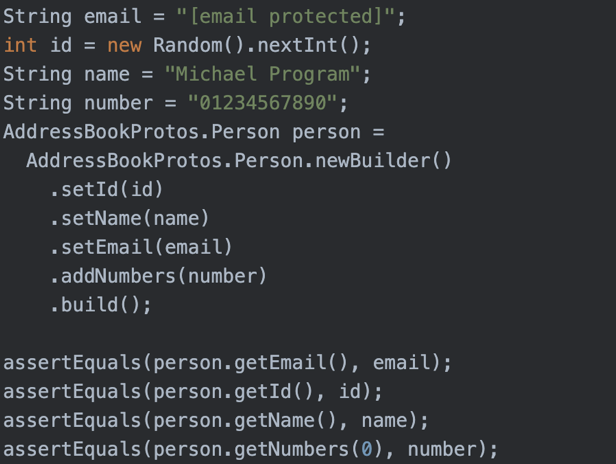 String email = "[email protected]";
int id = new Random().nextInt();
String name = "Michael Program";
String number = "01234567890";
AddressBookProtos.Person person =
  AddressBookProtos.Person.newBuilder()
    .setId(id)
    .setName(name)
    .setEmail(email)
    .addNumbers(number)
    .build();

assertEquals(person.getEmail(), email);
assertEquals(person.getId(), id);
assertEquals(person.getName(), name);
assertEquals(person.getNumbers(0), number);